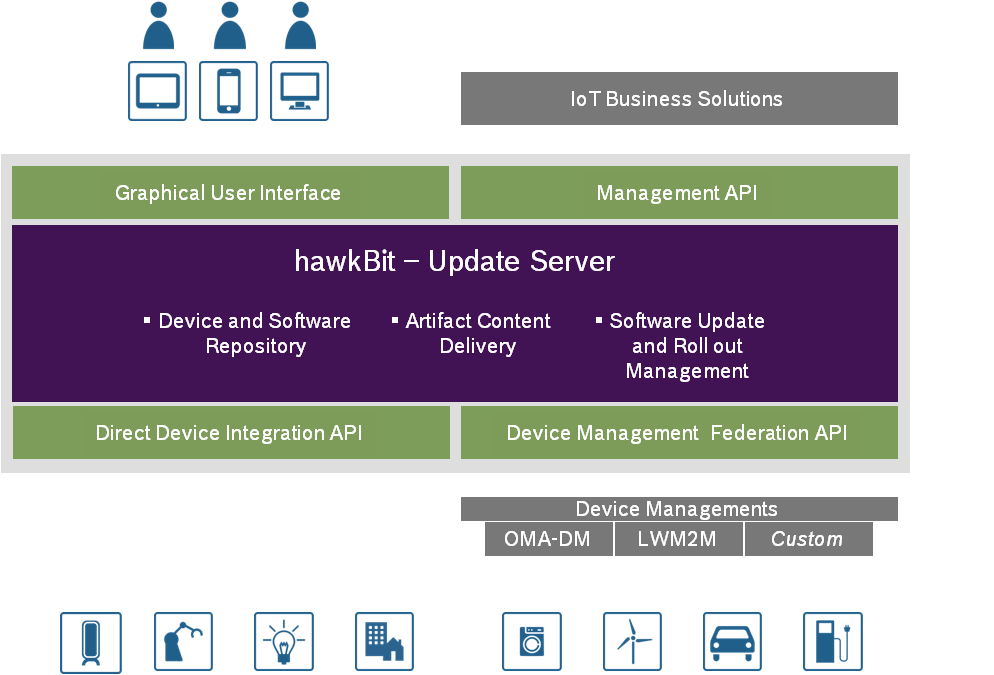 IoT Business Solutions
Graphical User Interface
Management API
hawkBit – Update Server
▪ Device and Software
Repository
▪ Artifact Content
Delivery
▪ Software Update
and Roll out
Management
Direct Device Integration API
Device Management Federation API
Device Managements
OMA-DM
LWM2M
Custom